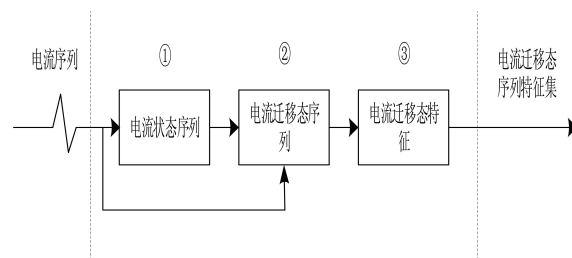 电流序列
①
②
③
电流迁移态
序列特征集
电流状态序列
电流迁移态序
列
电流迁移态特
征